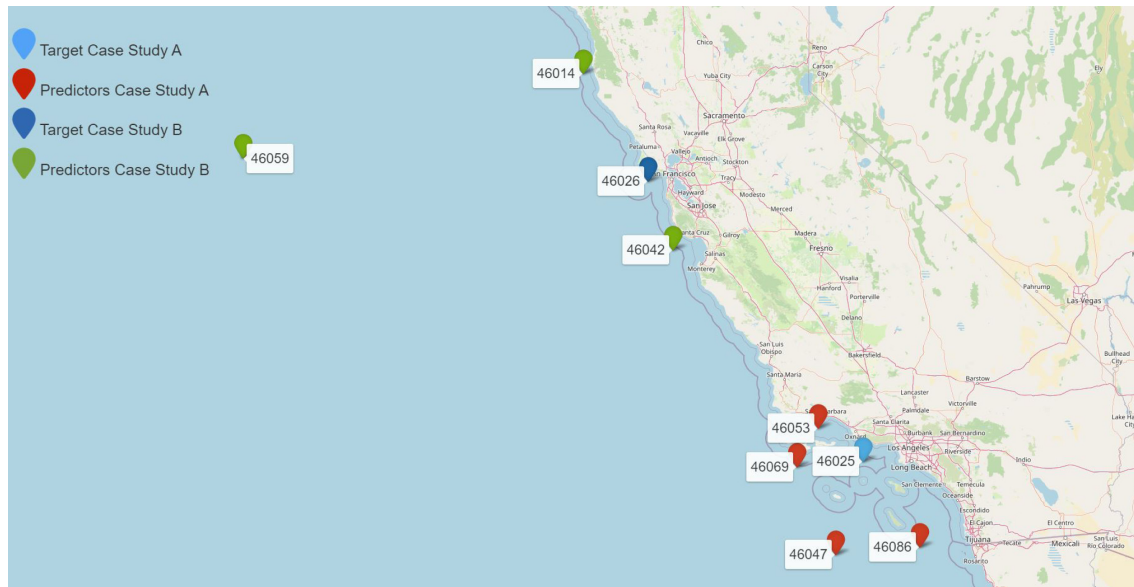 Target Case Study A
Predictors Case Study A
Target Case Study B
Predictors Case Study B
46014
46059
46026
46042
46053
46069
46025
46047
46086
Chico
Reno
Carson
City
Ely
Yuba City
Sacramento
Santa Rosa
Vacaville
Elk Grove
Petaluma
Vallejo
Antioch
Stockton
San Francisco
Tracy
Modesto
Hayward
San Jose
Merced
Santa Cruz
Gilroy
Madera
Salinas
Fresno
Monterey
Visalia
Hanford
Porterville
Pahrump
Las Vegas
Delano
San Luis
Obispo
Bakersfield
Bullhead
City
Santa Maria
Barstow
Lancaster
Victorville
Palmdale
Santa Clarita
Lake Ha
City
Oxnard
Burbank
San Bernardino
Los Angeles
Riverside
Long Beach
Indio
San Clemente
Temecula
Oceanside
Escondido
El Cajon
El Centro
Tijuana
Tecate
Mexicali
San Luis
Río Colorado
Rosarito